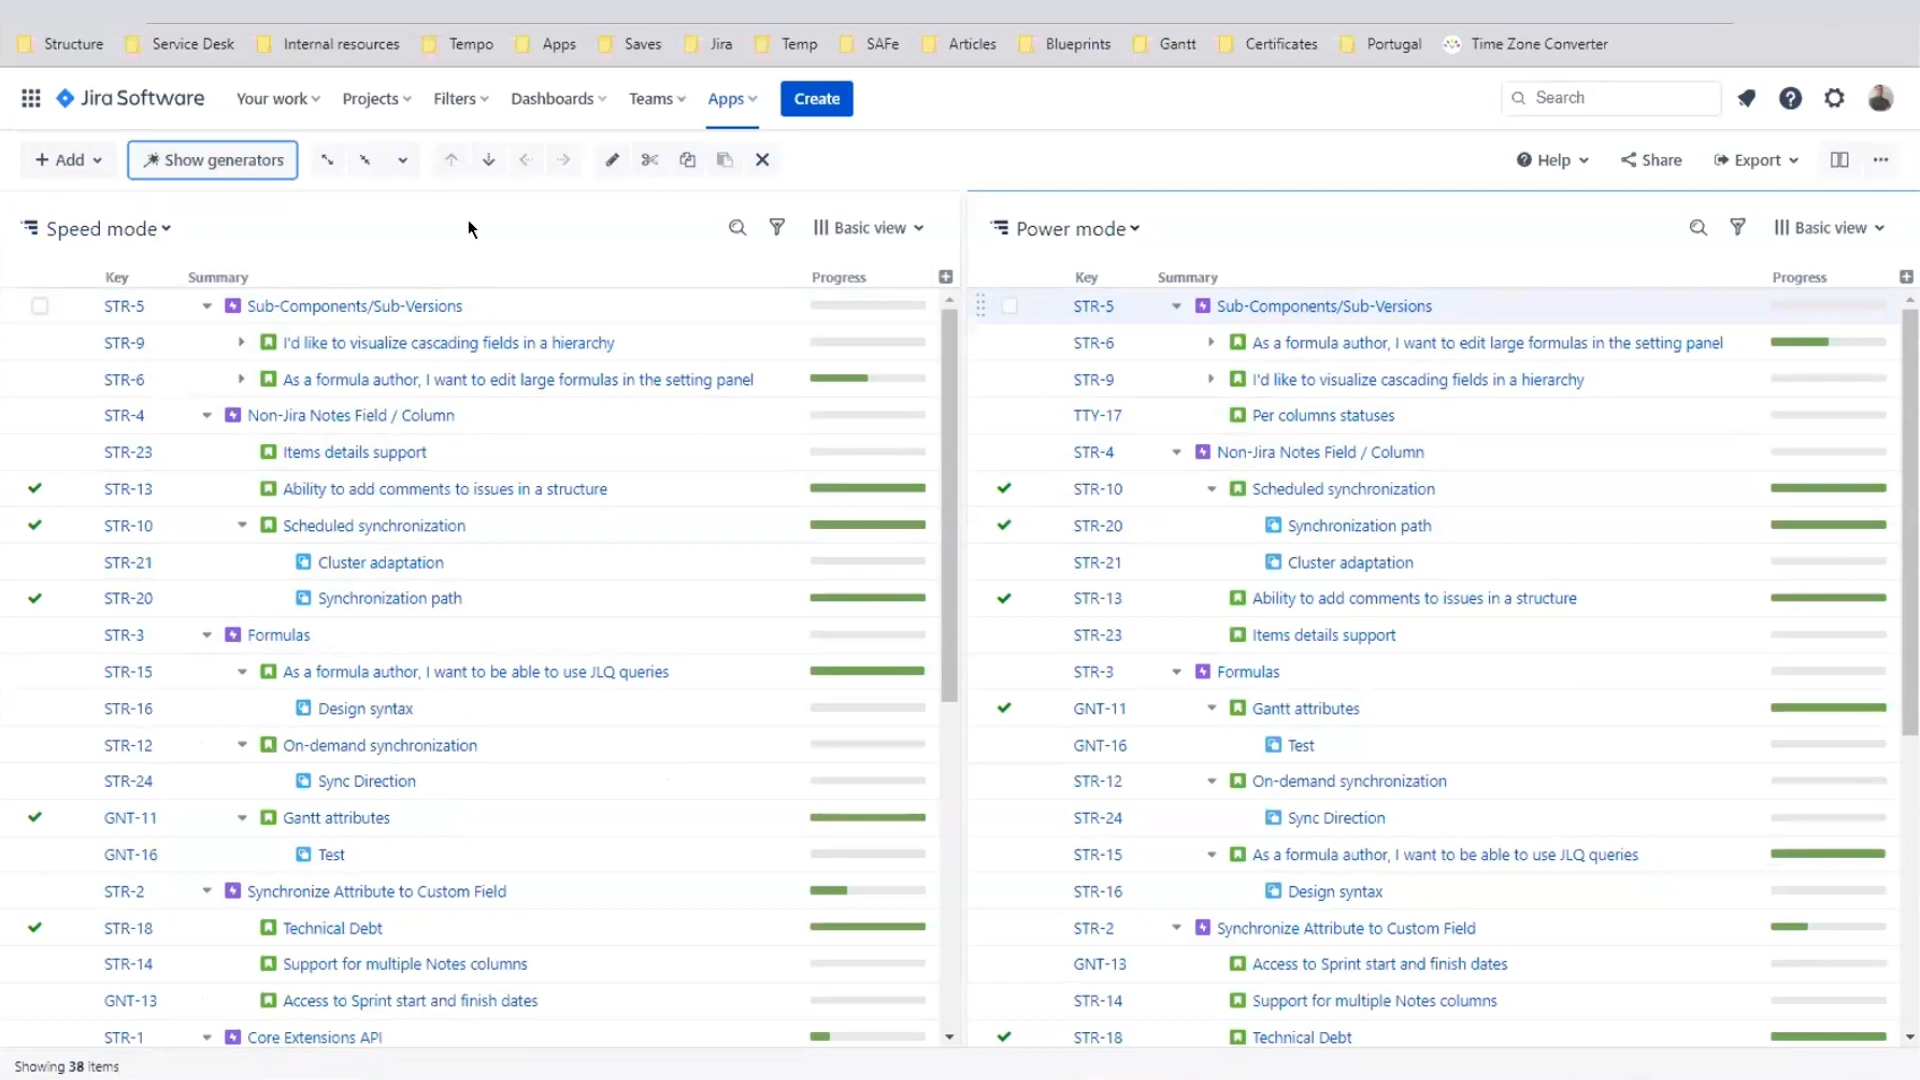 Structure Service Desk Internal resources Tempo Apps Saves Jira Temp SAFe Articles Blueprints Gantt Certificates Portugal Time Zone Converter
Jira Software Your work Projects Filters Dashboards Teams Apps Create Search
+ Add Show generators Help Share Export
Speed mode Basic view
Key Summary Progress
STR-5 Sub-Components/Sub-Versions
STR-9 I'd like to visualize cascading fields in a hierarchy
STR-6 As a formula author, I want to edit large formulas in the setting panel
STR-4 Non-Jira Notes Field / Column
STR-23 Items details support
STR-13 Ability to add comments to issues in a structure
STR-10 Scheduled synchronization
STR-21 Cluster adaptation
STR-20 Synchronization path
STR-3 Formulas
STR-15 As a formula author, I want to be able to use JLQ queries
STR-16 Design syntax
STR-12 On-demand synchronization
STR-24 Sync Direction
GNT-11 Gantt attributes
GNT-16 Test
STR-2 Synchronize Attribute to Custom Field
STR-18 Technical Debt
STR-14 Support for multiple Notes columns
GNT-13 Access to Sprint start and finish dates
STR-1 Core Extensions API
Power mode Basic view
Key Summary Progress
STR-5 Sub-Components/Sub-Versions
STR-6 As a formula author, I want to edit large formulas in the setting panel
STR-9 I'd like to visualize cascading fields in a hierarchy
TTY-17 Per columns statuses
STR-4 Non-Jira Notes Field / Column
STR-10 Scheduled synchronization
STR-20 Synchronization path
STR-21 Cluster adaptation
STR-13 Ability to add comments to issues in a structure
STR-23 Items details support
STR-3 Formulas
GNT-11 Gantt attributes
GNT-16 Test
STR-12 On-demand synchronization
STR-24 Sync Direction
STR-15 As a formula author, I want to be able to use JLQ queries
STR-16 Design syntax
STR-2 Synchronize Attribute to Custom Field
GNT-13 Access to Sprint start and finish dates
STR-14 Support for multiple Notes columns
STR-18 Technical Debt
Showing 38 items